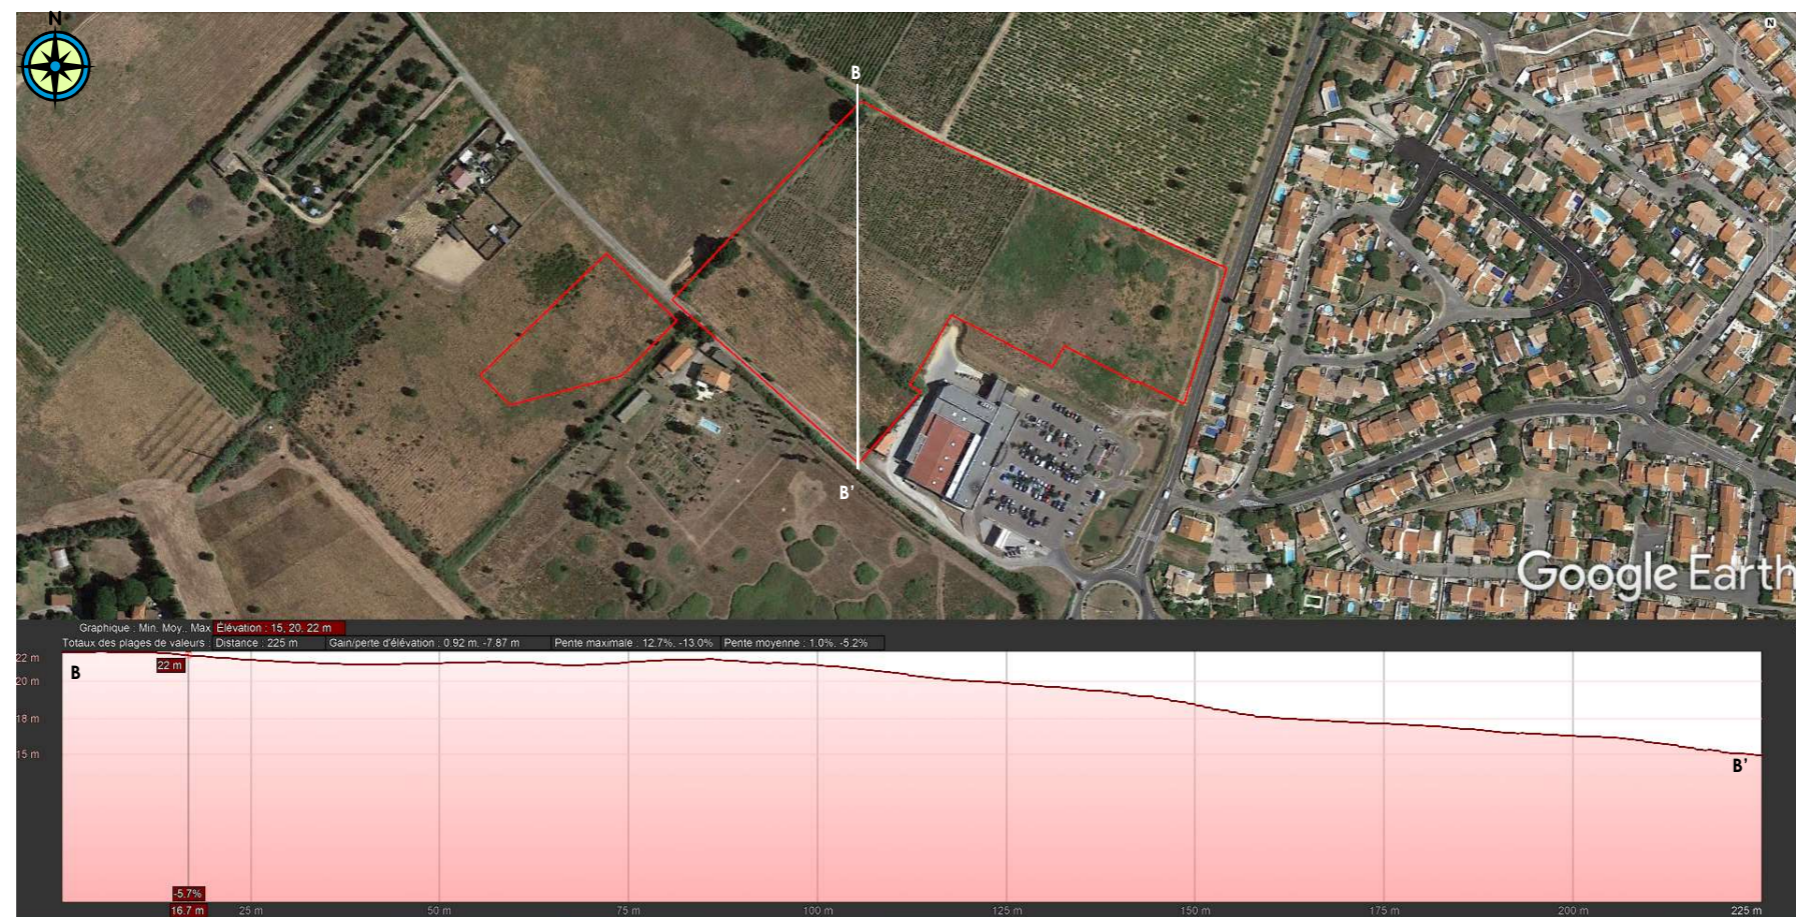 N
N
B
B'
Google Earth
Graphique : Min. Moy.. Max. Élévation : 15, 20, 22 m
Totaux des plages de valeurs : Distance : 225 m Gain/perte d'élévation : 0.92 m, -7.87 m Pente maximale : 12.7%, -13.0% Pente moyenne : 1.0%, -5.2%
22 m
B
22 m
20 m
18 m
15 m
B'
-5.7%
16.7 m 25 m 50 m 75 m 100 m 125 m 150 m 175 m 200 m 225 m